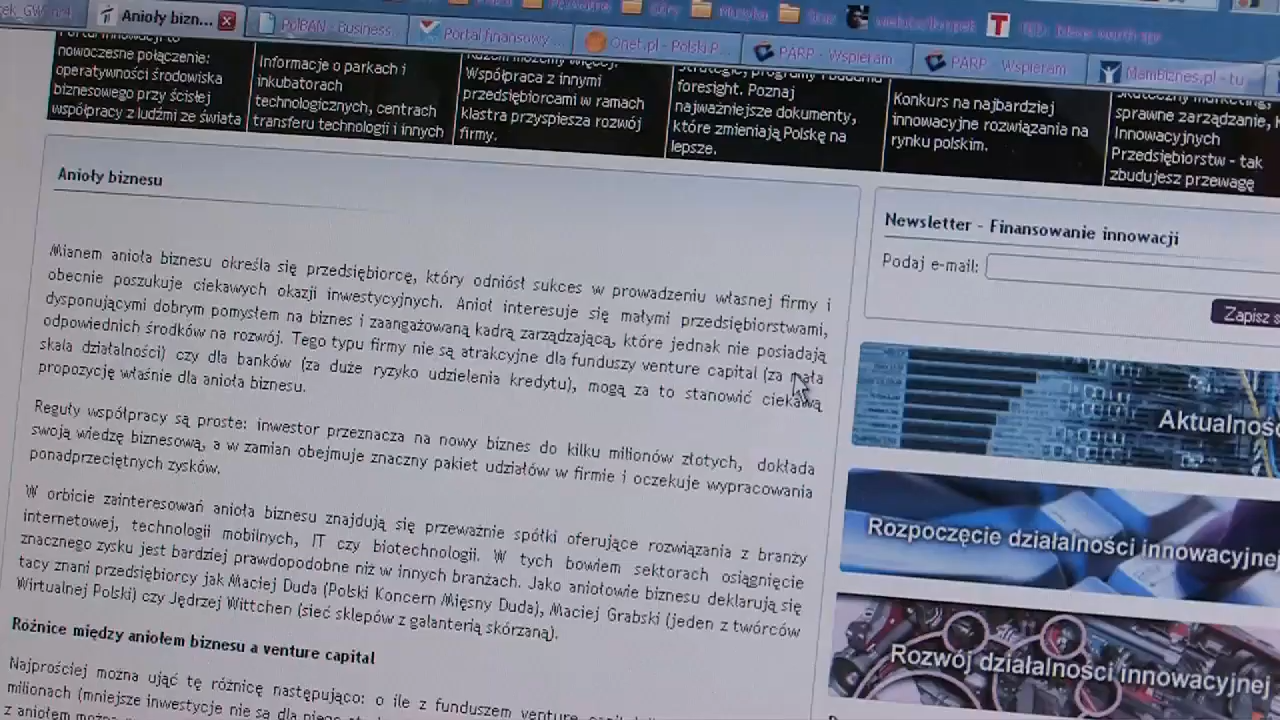 Anioły bizn...
PolBAN - Business...
Portal finansowy ...
Onet.pl - Polski P...
PARP - Wspieram
PARP - Wspieram
Mambiznes.pl - tu
nowoczesne połączenie:
operatywności środowiska
biznesowego przy ścisłej
współpracy z ludźmi ze świata
Informacje o parkach i
inkubatorach
technologicznych, centrach
transferu technologii i innych
Współpraca z innymi
przedsiębiorcami w ramach
klastra przyspiesza rozwój
firmy.
foresight. Poznaj
najważniejsze dokumenty,
które zmieniają Polskę na
lepsze.
Konkurs na najbardziej
innowacyjne rozwiązania na
rynku polskim.
skuteczny marketing,
sprawne zarządzanie,
Innowacyjnych
Przedsiębiorstw - tak
zbudujesz przewagę
Anioły biznesu
Mianem anioła biznesu określa się przedsiębiorcę, który odniósł sukces w prowadzeniu własnej firmy i
obecnie poszukuje ciekawych okazji inwestycyjnych. Anioł interesuje się małymi przedsiębiorstwami,
dysponującymi dobrym pomysłem na biznes i zaangażowaną kadrą zarządzającą, które jednak nie posiadają
odpowiednich środków na rozwój. Tego typu firmy nie są atrakcyjne dla funduszy venture capital (za mała
skala działalności) czy dla banków (za duże ryzyko udzielenia kredytu), mogą za to stanowić ciekawą
propozycję właśnie dla anioła biznesu.
Reguły współpracy są proste: inwestor przeznacza na nowy biznes do kilku milionów złotych, dokłada
swoją wiedzę biznesową, a w zamian obejmuje znaczny pakiet udziałów w firmie i oczekuje wypracowania
ponadprzeciętnych zysków.
W orbicie zainteresowań anioła biznesu znajdują się przeważnie spółki oferujące rozwiązania z branży
internetowej, technologii mobilnych, IT czy biotechnologii. W tych bowiem sektorach osiągnięcie
znacznego zysku jest bardziej prawdopodobne niż w innych branżach. Jako aniołowie biznesu deklarują się
tacy znani przedsiębiorcy jak Maciej Duda (Polski Koncern Mięsny Duda), Maciej Grabski (jeden z twórców
Wirtualnej Polski) czy Jędrzej Wittchen (sieć sklepów z galanterią skórzaną).
Różnice między aniołem biznesu a venture capital
Najprościej można ująć tę różnicę następująco: o ile z funduszem venture
milionach (mniejsze inwestycje nie są dla niego
z aniołem
Newsletter - Finansowanie innowacji
Podaj e-mail:
Zapisz s
Aktualnośc
Rozpoczęcie działalności innowacyjnej
Rozwój działalności innowacyjnej